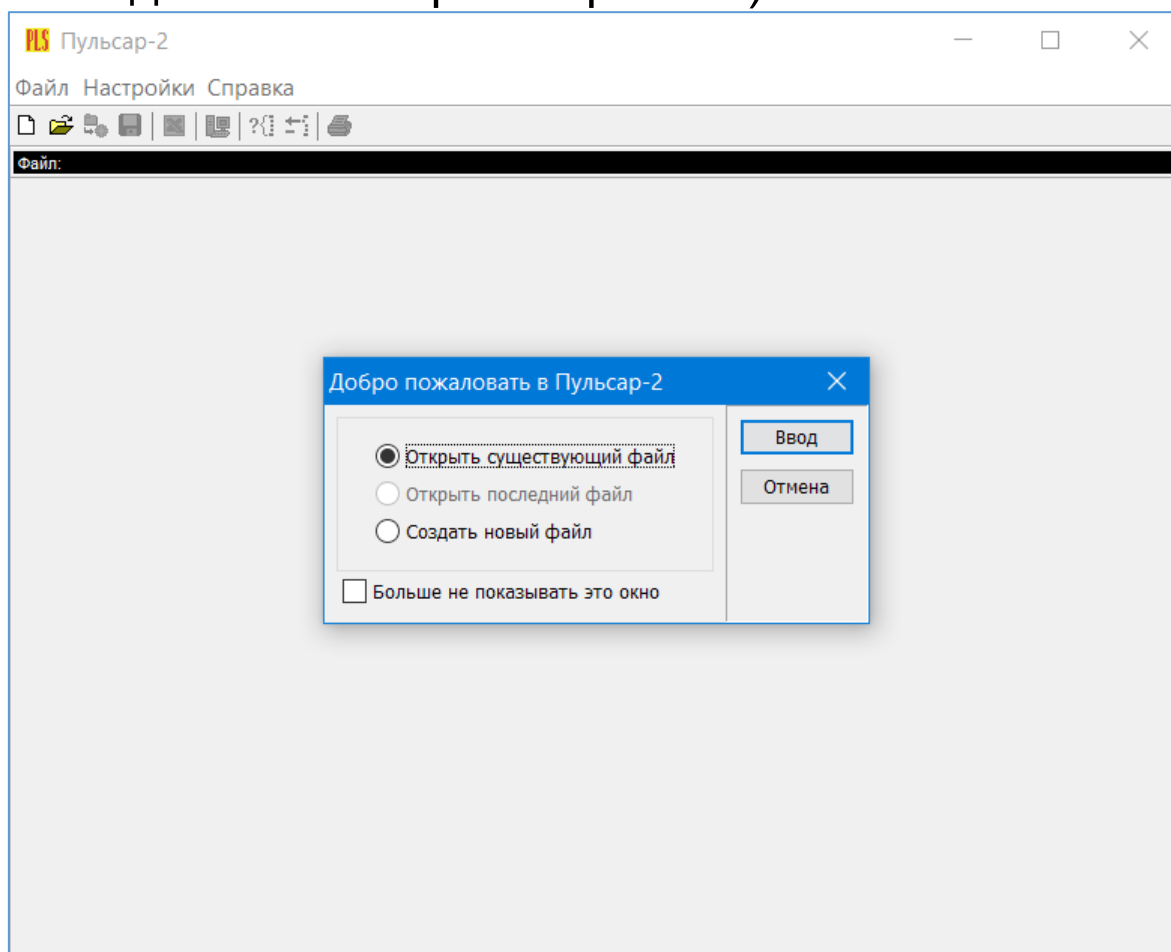 PLS Пульсар-2
Файл Настройки Справка
Файл:
Добро пожаловать в Пульсар-2
Открыть существующий файл
Открыть последний файл
Создать новый файл
Больше не показывать это окно
Ввод
Отмена